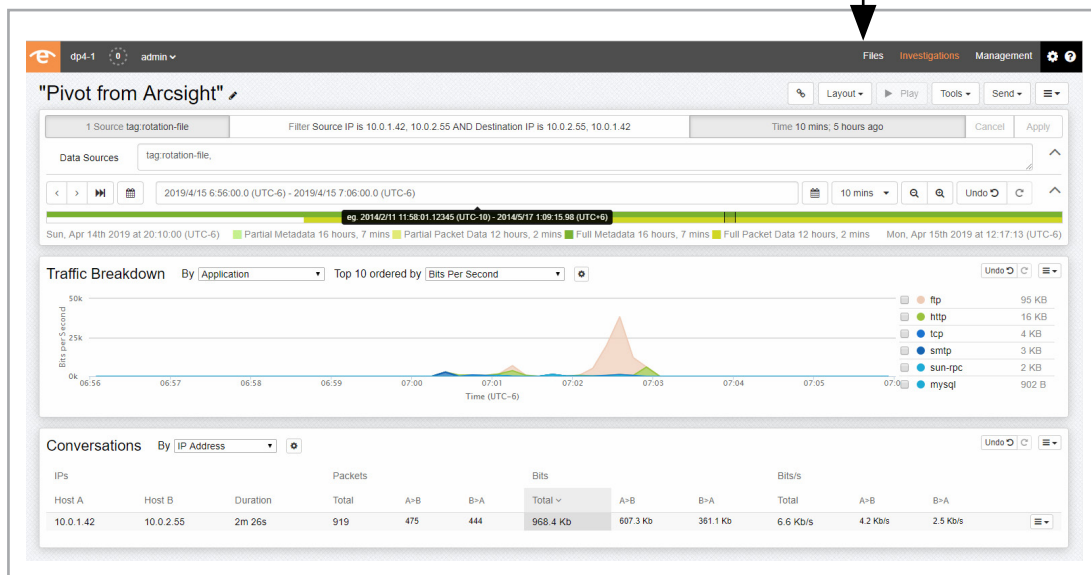 dp4-1 0 admin Files Investigations Management
"Pivot from Arcsight" Layout Play Tools Send
1 Source tag:rotation-file Filter Source IP is 10.0.1.42, 10.0.2.55 AND Destination IP is 10.0.2.55, 10.0.1.42 Time 10 mins; 5 hours ago Cancel Apply
Data Sources tag:rotation-file,
2019/4/15 6:56:00.0 (UTC-6) - 2019/4/15 7:06:00.0 (UTC-6) 10 mins Undo
eg. 2014/2/11 11:58:01.12345 (UTC-10) - 2014/5/17 1:09:15.98 (UTC+6)
Sun, Apr 14th 2019 at 20:10:00 (UTC-6) Partial Metadata 16 hours, 7 mins Partial Packet Data 12 hours, 2 mins Full Metadata 16 hours, 7 mins Full Packet Data 12 hours, 2 mins Mon, Apr 15th 2019 at 12:17:13 (UTC-6)
Traffic Breakdown By Application Top 10 ordered by Bits Per Second Undo
50k
25k
0k
Bits per Second
06:56 06:57 06:58 06:59 07:00 07:01 07:02 07:03 07:04 07:05 07:0
Time (UTC-6)
ftp 95 KB
http 16 KB
tcp 4 KB
smtp 3 KB
sun-rpc 2 KB
mysql 902 B
Conversations By IP Address Undo
IPs Packets Bits Bits/s
Host A Host B Duration Total A>B B>A Total A>B B>A Total A>B B>A
10.0.1.42 10.0.2.55 2m 26s 919 475 444 968.4 Kb 607.3 Kb 361.1 Kb 6.6 Kb/s 4.2 Kb/s 2.5 Kb/s